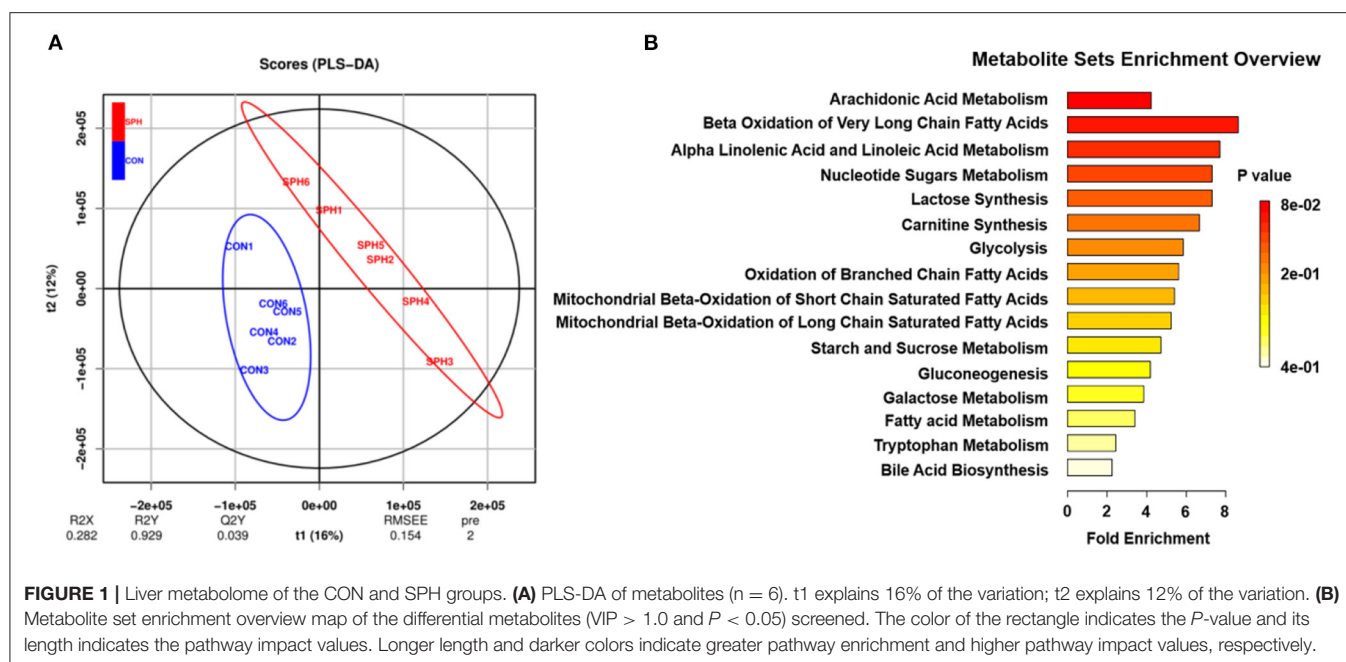 A
Scores (PLS−DA)
SPH
CON
2e+05
1e+05
0e+00
−1e+05
−2e+05
t2 (12%)
SPH6
SPH1
SPH5
SPH2
SPH4
SPH3
CON1
CON6
CON5
CON4
CON2
CON3
−2e+05 −1e+05 0e+00 1e+05 2e+05
R2X R2Y Q2Y RMSEE pre
0.282 0.929 0.039 t1 (16%) 0.154 2
B
Metabolite Sets Enrichment Overview
Arachidonic Acid Metabolism
Beta Oxidation of Very Long Chain Fatty Acids
Alpha Linolenic Acid and Linoleic Acid Metabolism
Nucleotide Sugars Metabolism
Lactose Synthesis
Carnitine Synthesis
Glycolysis
Oxidation of Branched Chain Fatty Acids
Mitochondrial Beta-Oxidation of Short Chain Saturated Fatty Acids
Mitochondrial Beta-Oxidation of Long Chain Saturated Fatty Acids
Starch and Sucrose Metabolism
Gluconeogenesis
Galactose Metabolism
Fatty acid Metabolism
Tryptophan Metabolism
Bile Acid Biosynthesis
0 2 4 6 8
Fold Enrichment
P value
8e-02
2e-01
4e-01
FIGURE 1 | Liver metabolome of the CON and SPH groups. (A) PLS-DA of metabolites (n = 6). t1 explains 16% of the variation; t2 explains 12% of the variation. (B)
Metabolite set enrichment overview map of the differential metabolites (VIP > 1.0 and P < 0.05) screened. The color of the rectangle indicates the P-value and its
length indicates the pathway impact values. Longer length and darker colors indicate greater pathway enrichment and higher pathway impact values, respectively.